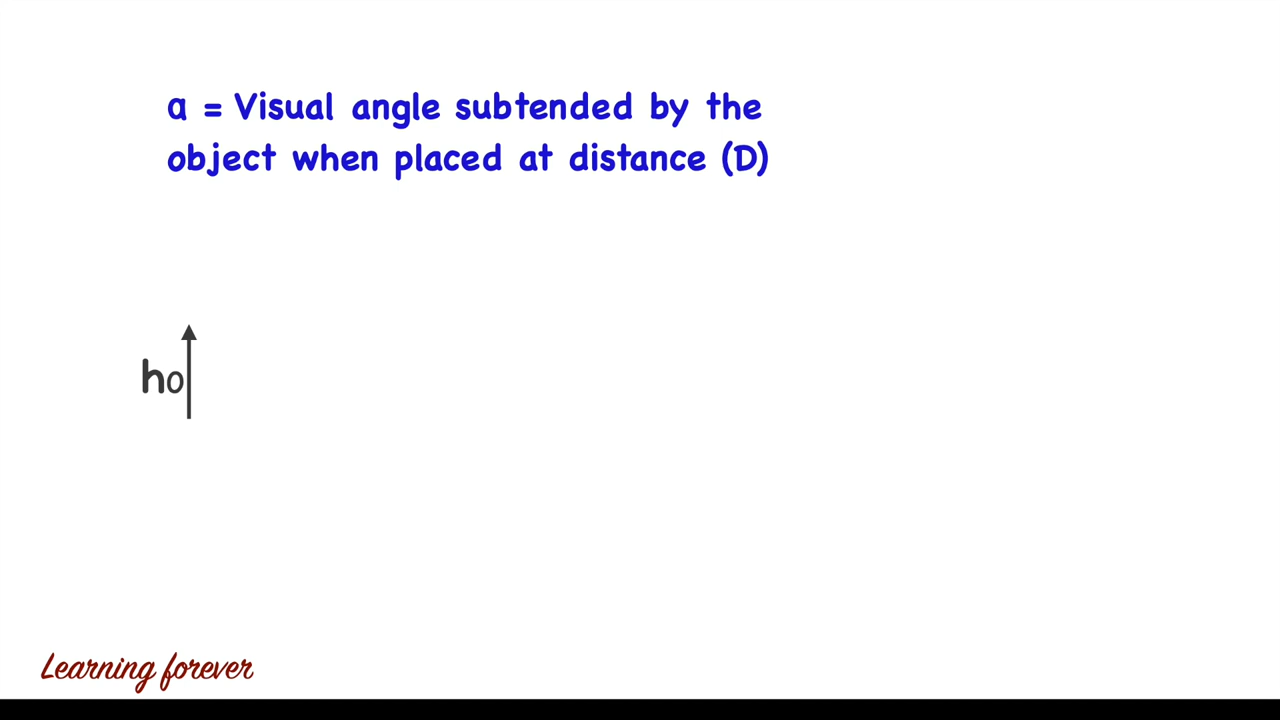 α = Visual angle subtended by the
object when placed at distance (D)
ho
Learning forever